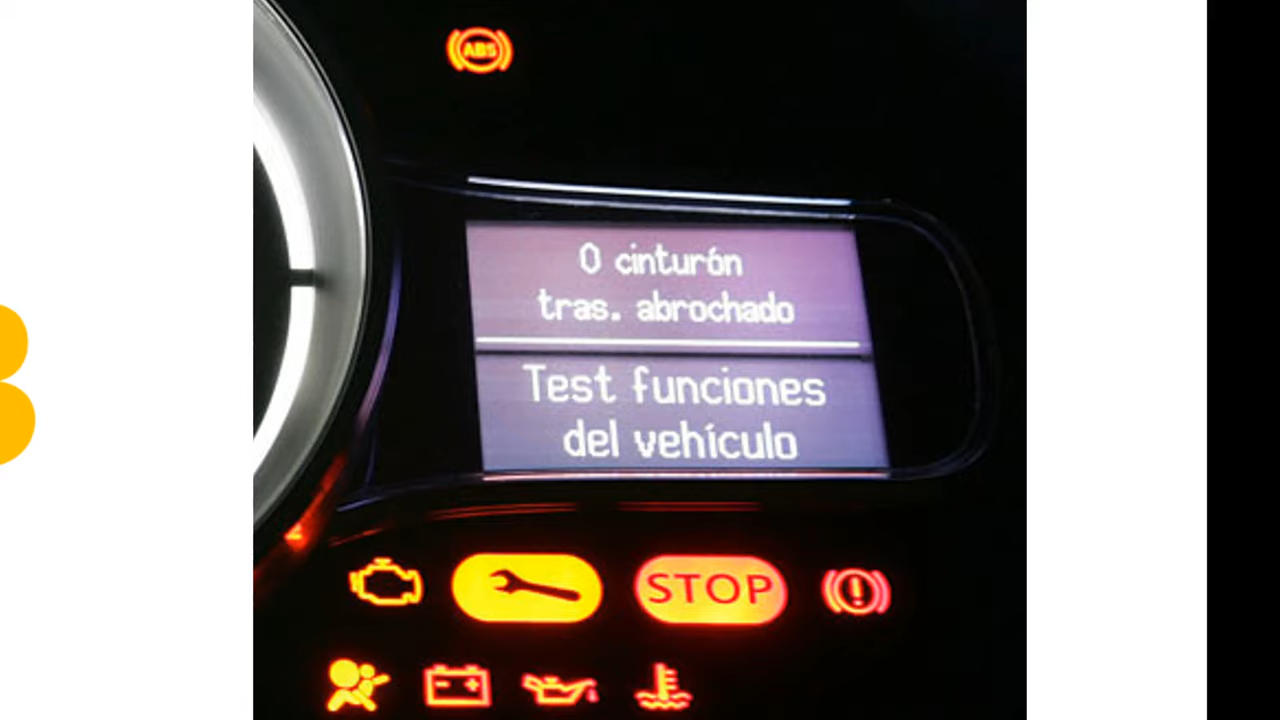 ABS
0 cinturón
tras. abrochado
Test funciones
del vehículo
STOP